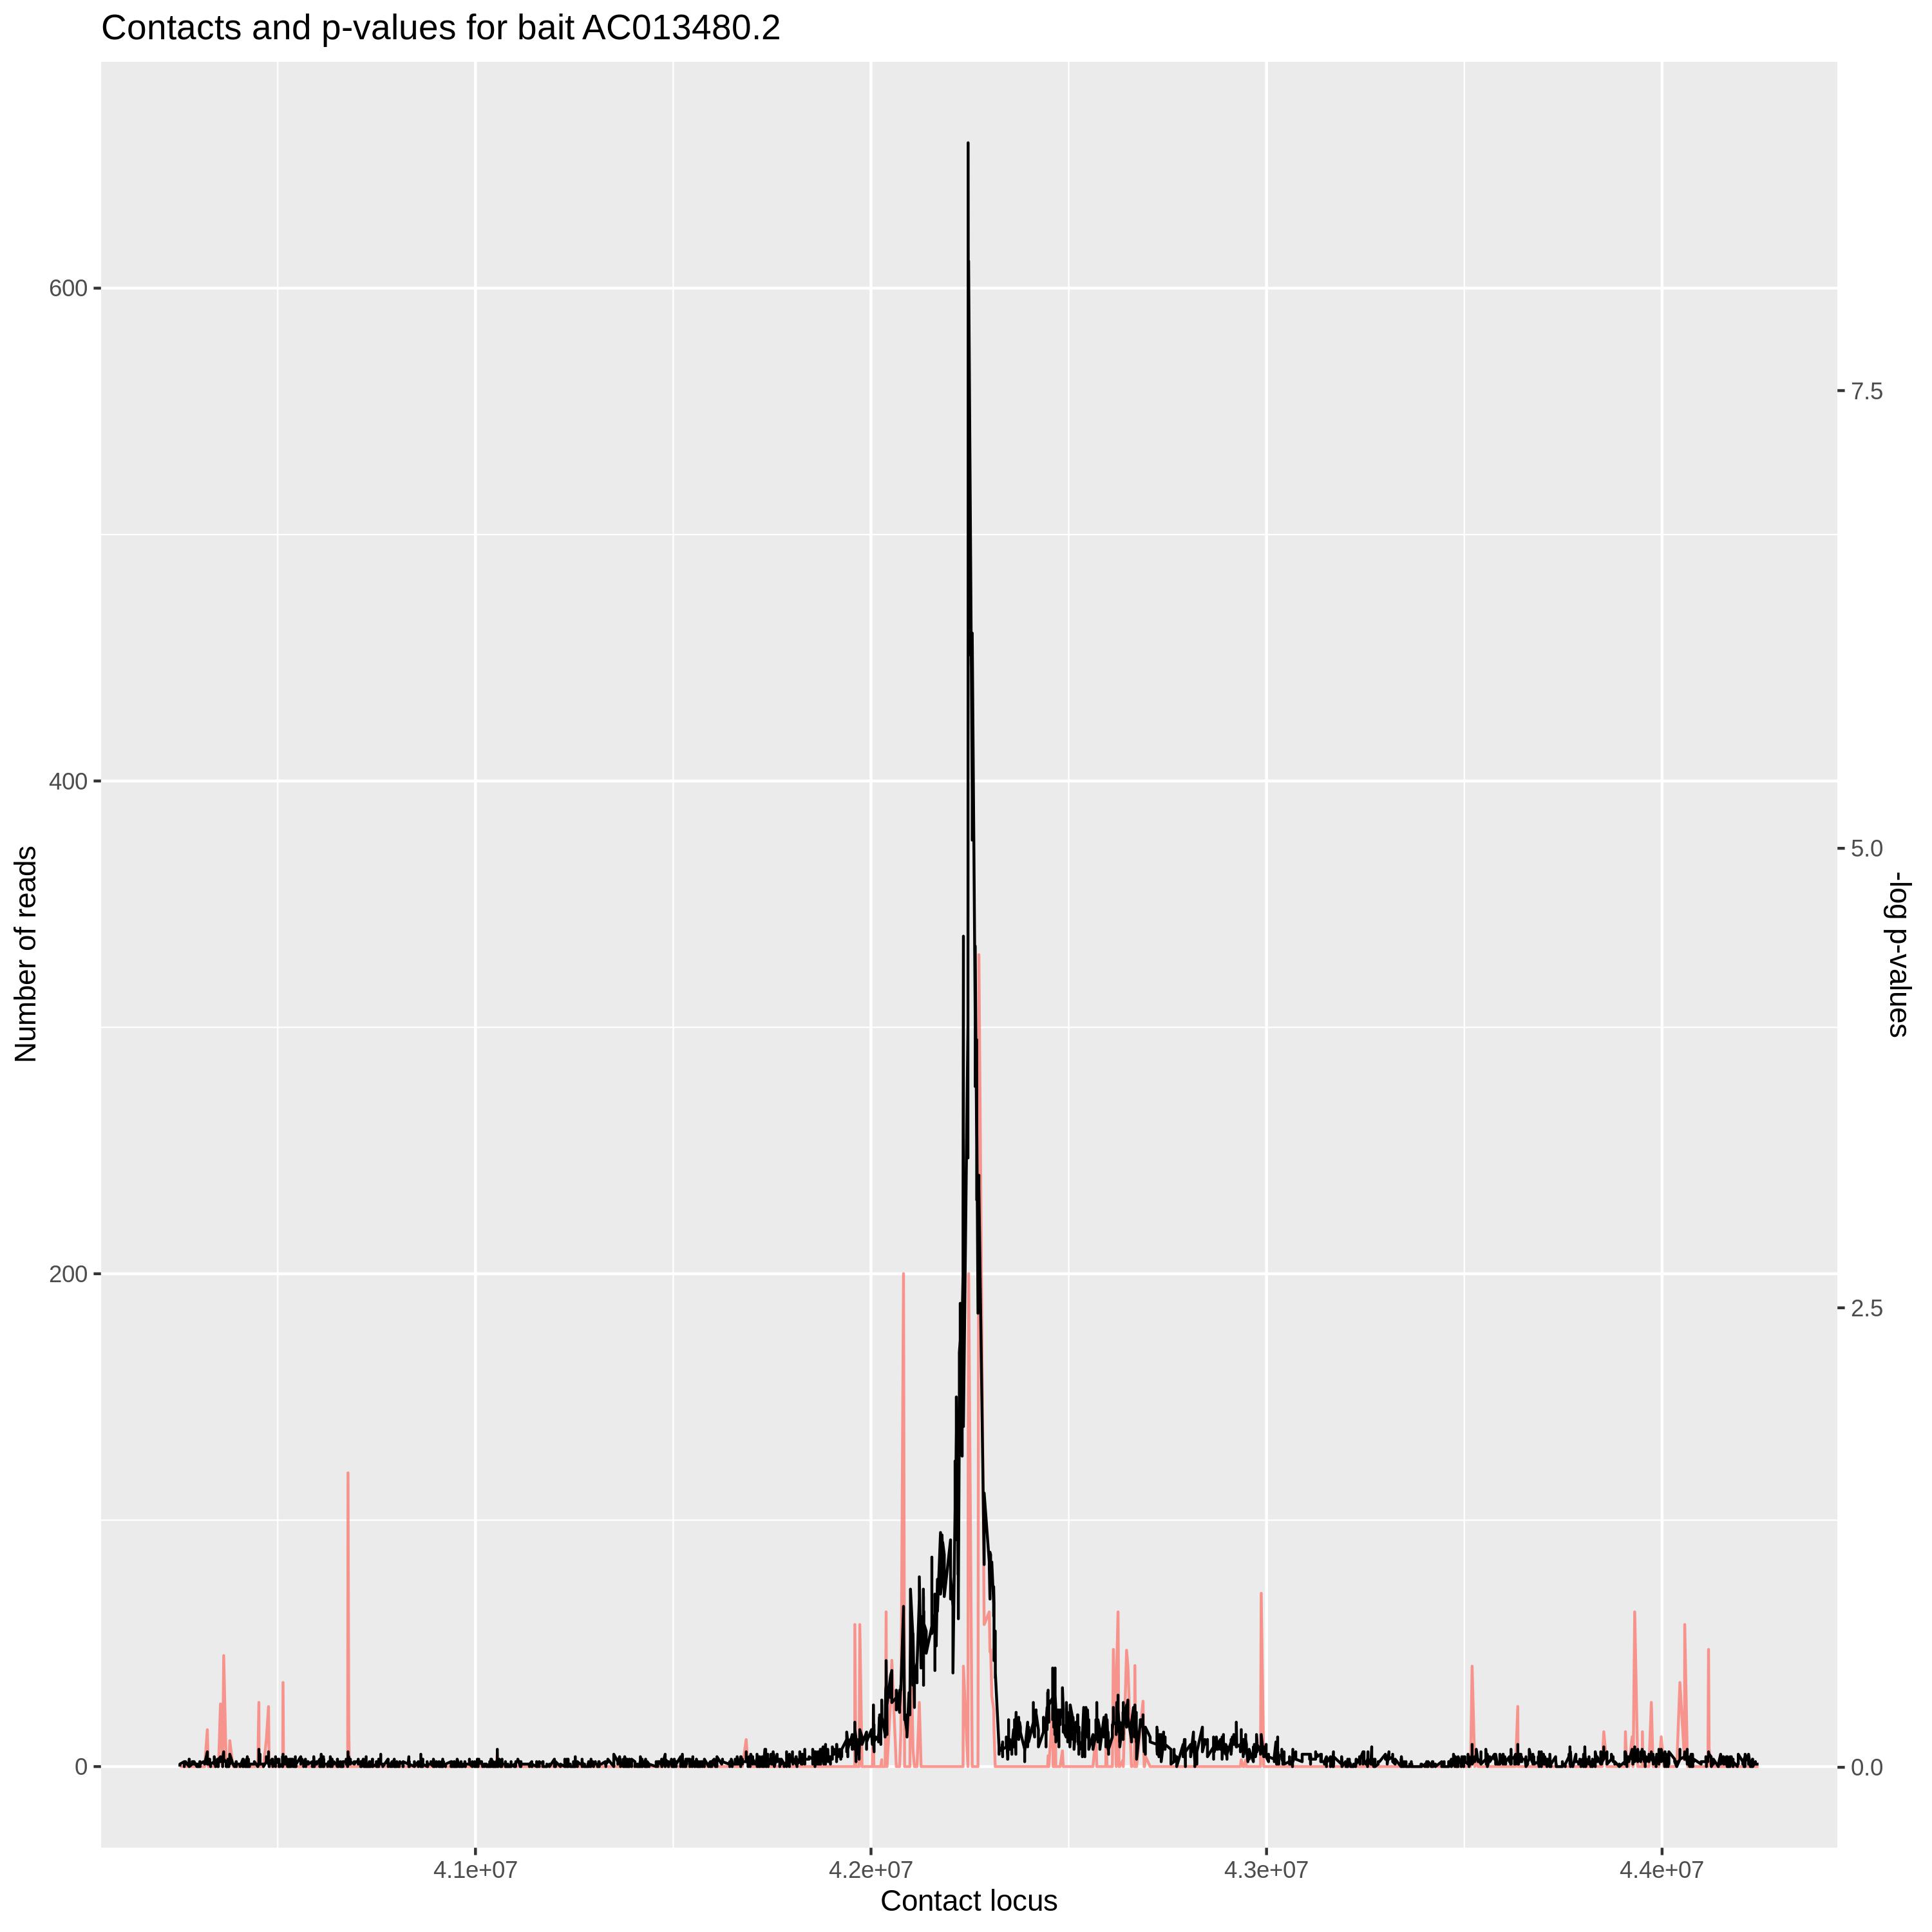 Contacts and p-values for bait AC013480.2
600
400
200
0
Number of reads
7.5
5.0
2.5
0.0
-log p-values
4.1e+07 4.2e+07 4.3e+07 4.4e+07
Contact locus